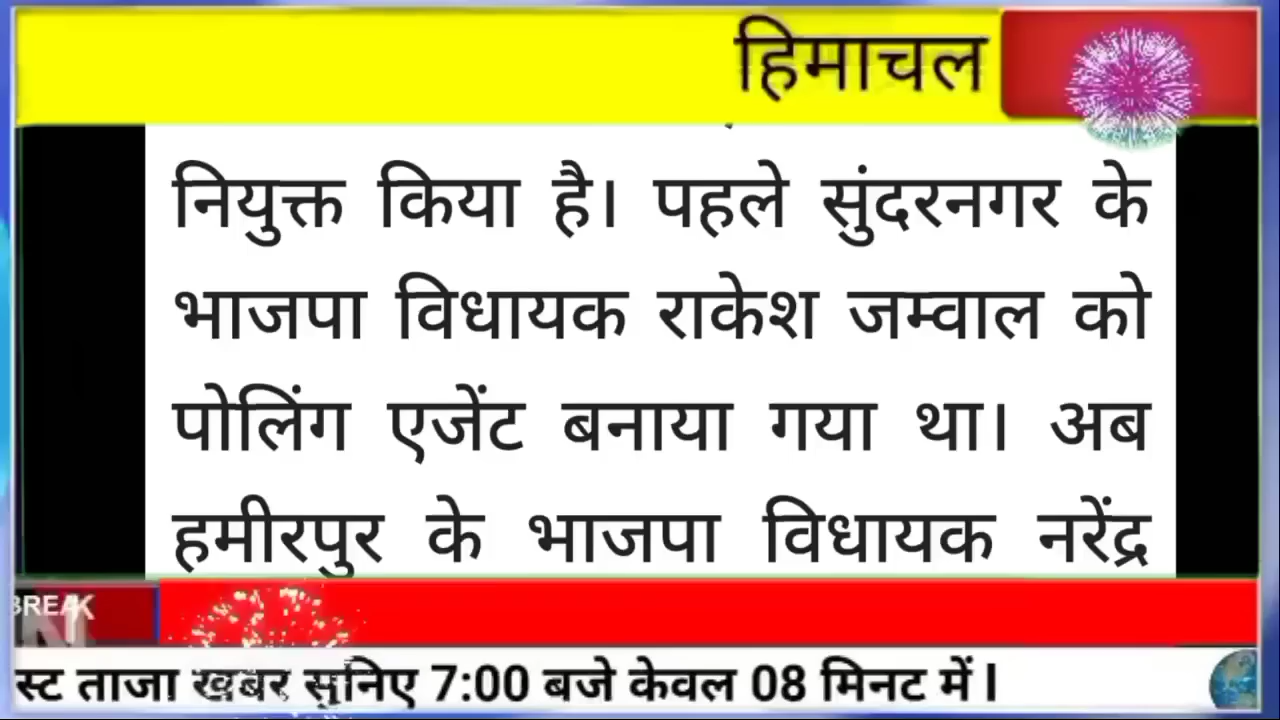 हिमाचल
नियुक्त किया है। पहले सुंदरनगर के
भाजपा विधायक राकेश जम्वाल को
पोलिंग एजेंट बनाया गया था। अब
हमीरपुर के भाजपा विधायक नरेंद्र
BREAK
स्ट ताजा खबर सुनिए 7:00 बजे केवल 08 मिनट में l